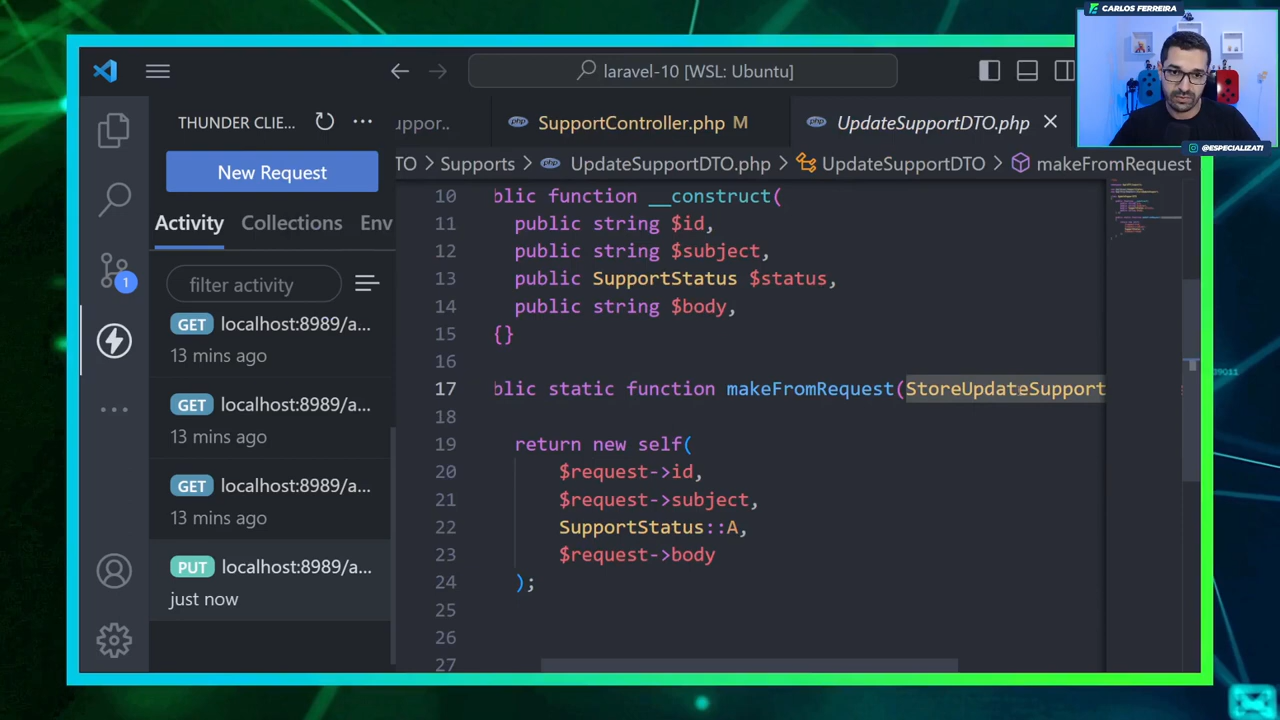 CARLOS FERREIRA
laravel-10 [WSL: Ubuntu]
THUNDER CLIE...
uppor..
SupportController.php M
UpdateSupportDTO.php
TO > Supports > UpdateSupportDTO.php > UpdateSupportDTO > makeFromRequest
@ESPECIALIZATI
New Request
Activity
Collections
Env
filter activity
GET localhost:8989/a...
13 mins ago
GET localhost:8989/a...
13 mins ago
GET localhost:8989/a...
13 mins ago
PUT localhost:8989/a...
just now
1
10 blic function __construct(
11 public string $id,
12 public string $subject,
13 public SupportStatus $status,
14 public string $body,
15 {}
16
17 blic static function makeFromRequest(StoreUpdateSupport
18
19 return new self(
20 $request->id,
21 $request->subject,
22 SupportStatus::A,
23 $request->body
24 );
25
26
27